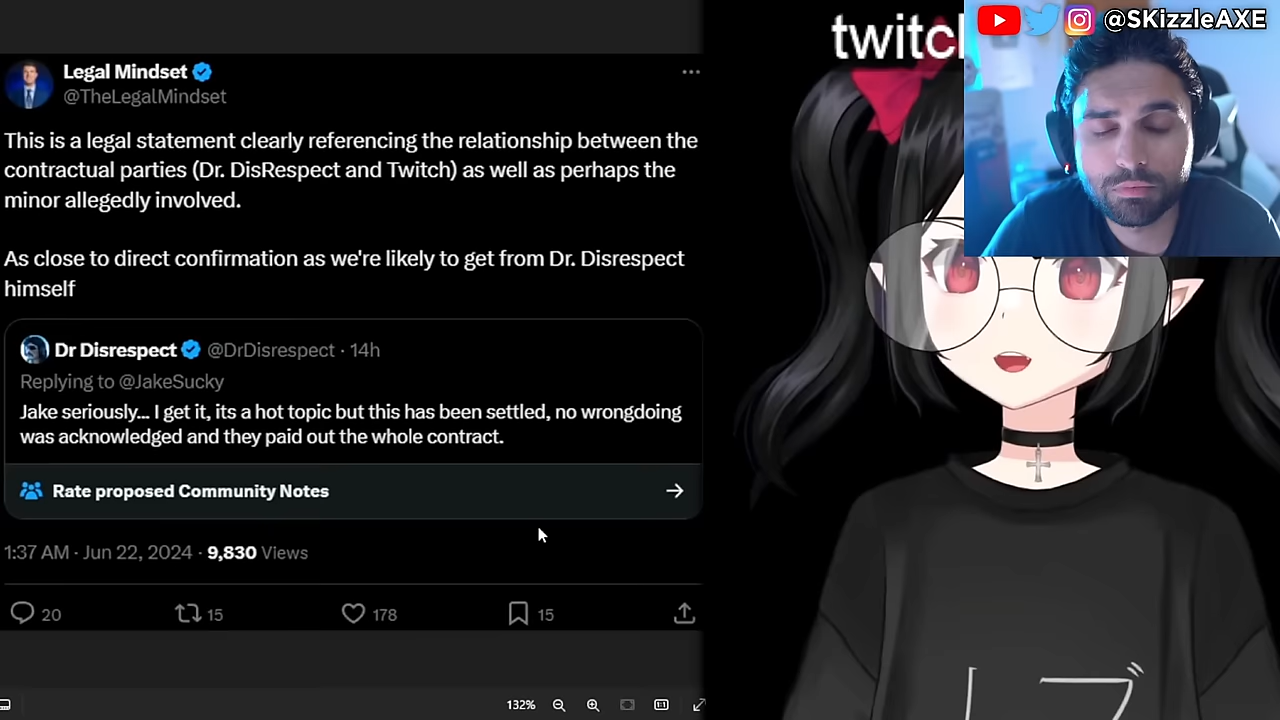 Legal Mindset
@TheLegalMindset
This is a legal statement clearly referencing the relationship between the
contractual parties (Dr. DisRespect and Twitch) as well as perhaps the
minor allegedly involved.
As close to direct confirmation as we're likely to get from Dr. Disrespect
himself
Dr Disrespect @DrDisrespect · 14h
Replying to @JakeSucky
Jake seriously... I get it, its a hot topic but this has been settled, no wrongdoing
was acknowledged and they paid out the whole contract.
Rate proposed Community Notes
1:37 AM · Jun 22, 2024 · 9,830 Views
20 15 178 15
132%
@SKizzleAXE